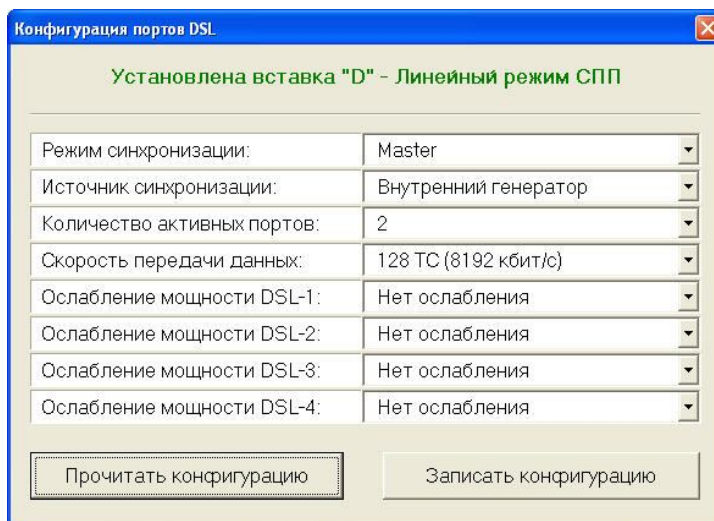 Конфигурация портов DSL
Установлена вставка "D" - Линейный режим СПП
Режим синхронизации: Master
Источник синхронизации: Внутренний генератор
Количество активных портов: 2
Скорость передачи данных: 128 ТС (8192 кбит/с)
Ослабление мощности DSL-1: Нет ослабления
Ослабление мощности DSL-2: Нет ослабления
Ослабление мощности DSL-3: Нет ослабления
Ослабление мощности DSL-4: Нет ослабления
Прочитать конфигурацию Записать конфигурацию